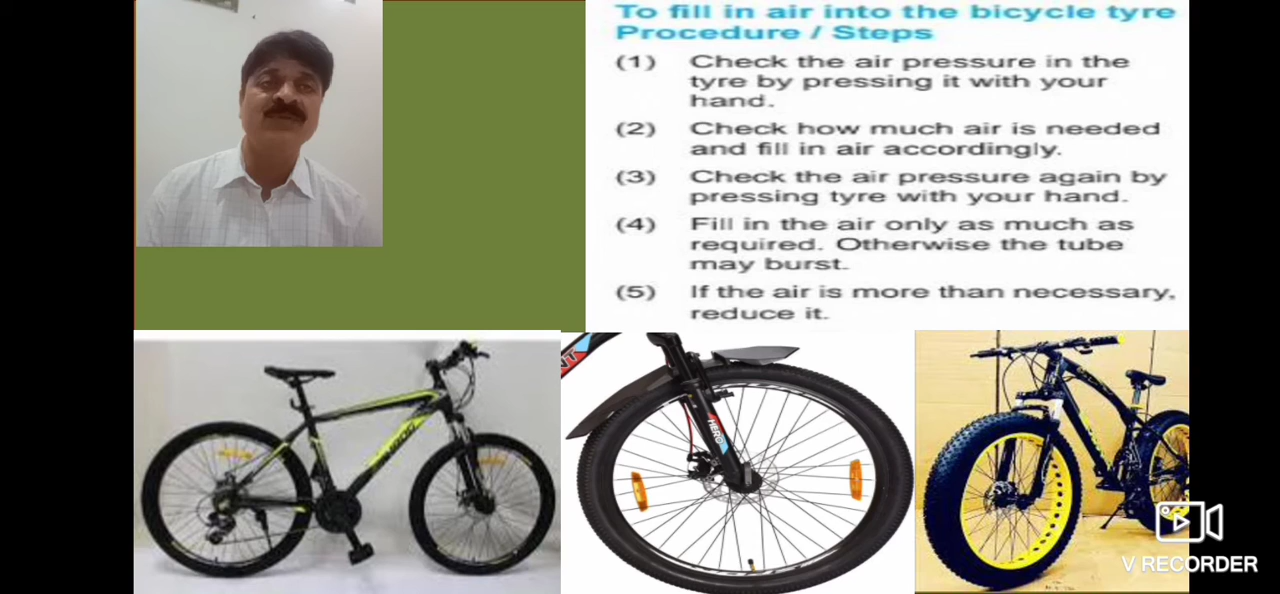 To fill in air into the bicycle tyre
Procedure / Steps
(1) Check the air pressure in the
tyre by pressing it with your
hand.
(2) Check how much air is needed
and fill in air accordingly.
(3) Check the air pressure again by
pressing tyre with your hand.
(4) Fill in the air only as much as
required. Otherwise the tube
may burst.
(5) If the air is more than necessary,
reduce it.
NT
HERO
V RECORDER